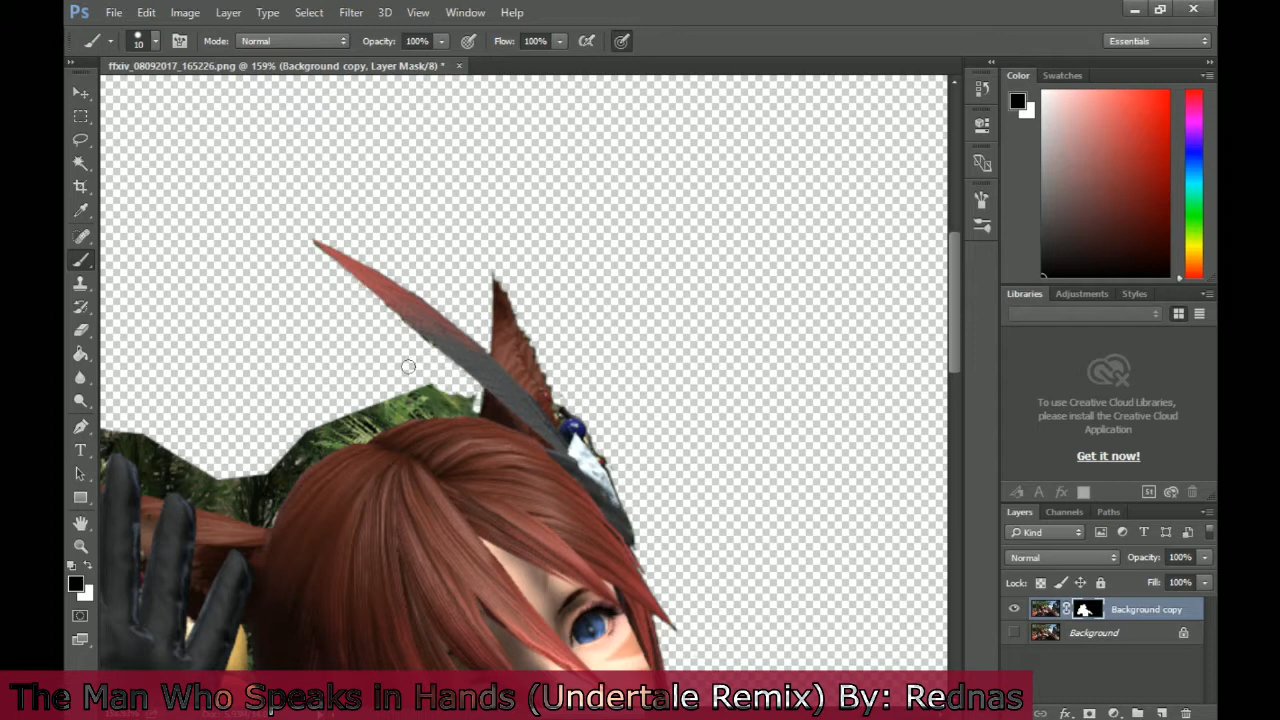 Ps File Edit Image Layer Type Select Filter 3D View Window Help
10 Mode: Normal Opacity: 100% Flow: 100% Essentials
ffxiv_08092017_165226.png @ 159% (Background copy, Layer Mask/8) * ×
Color Swatches
Libraries Adjustments Styles
To use Creative Cloud Libraries,
please install the Creative Cloud
Application
Get it now!
Layers Channels Paths
Kind
Normal Opacity: 100%
Lock: Fill: 100%
Background copy
Background
The Man Who Speaks in Hands (Undertale Remix) By: Rednas